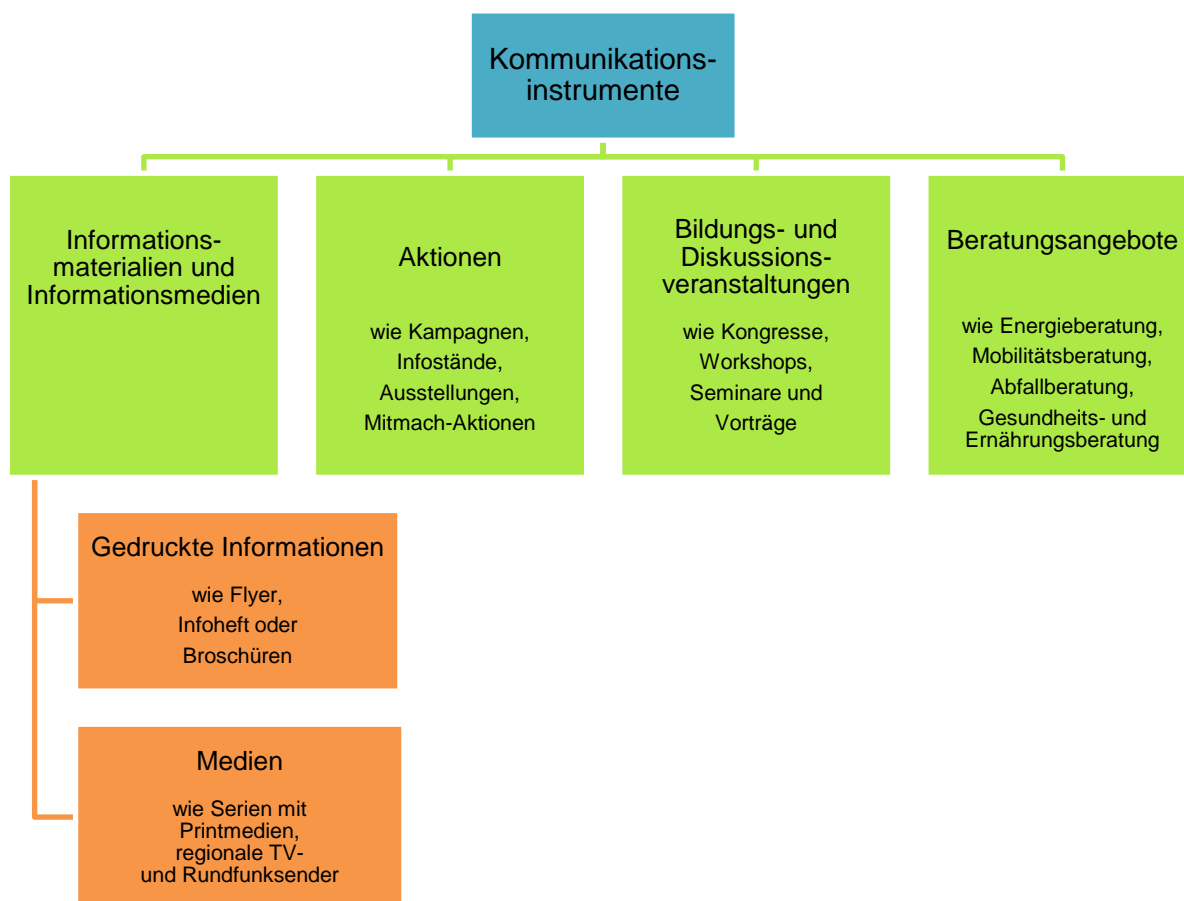 Kommunikations-
instrumente
Informations-
materialien und
Informationsmedien
Aktionen
wie Kampagnen,
Infostände,
Ausstellungen,
Mitmach-Aktionen
Bildungs- und
Diskussions-
veranstaltungen
wie Kongresse,
Workshops,
Seminare und
Vorträge
Beratungsangebote
wie Energieberatung,
Mobilitätsberatung,
Abfallberatung,
Gesundheits- und
Ernährungsberatung
Gedruckte Informationen
wie Flyer,
Infoheft oder
Broschüren
Medien
wie Serien mit
Printmedien,
regionale TV-
und Rundfunksender